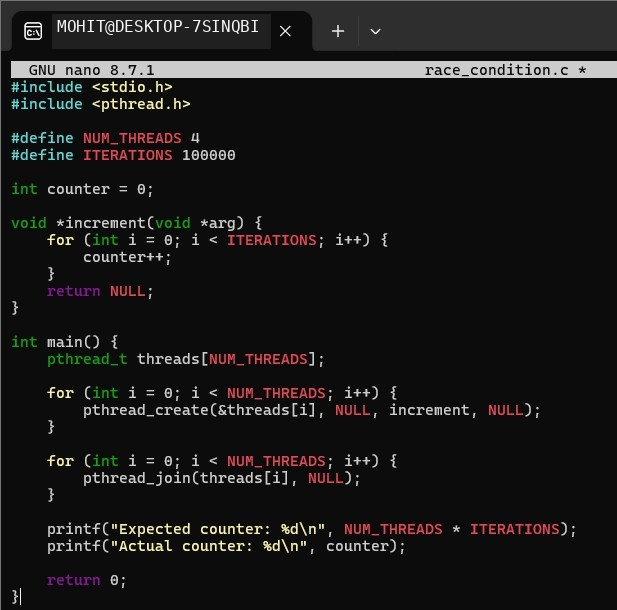 MOHIT@DESKTOP-7SINQBI
GNU nano 8.7.1 race_condition.c *
#include <stdio.h>
#include <pthread.h>

#define NUM_THREADS 4
#define ITERATIONS 100000

int counter = 0;

void *increment(void *arg) {
    for (int i = 0; i < ITERATIONS; i++) {
        counter++;
    }
    return NULL;
}

int main() {
    pthread_t threads[NUM_THREADS];

    for (int i = 0; i < NUM_THREADS; i++) {
        pthread_create(&threads[i], NULL, increment, NULL);
    }

    for (int i = 0; i < NUM_THREADS; i++) {
        pthread_join(threads[i], NULL);
    }

    printf("Expected counter: %d\n", NUM_THREADS * ITERATIONS);
    printf("Actual counter: %d\n", counter);

    return 0;
}